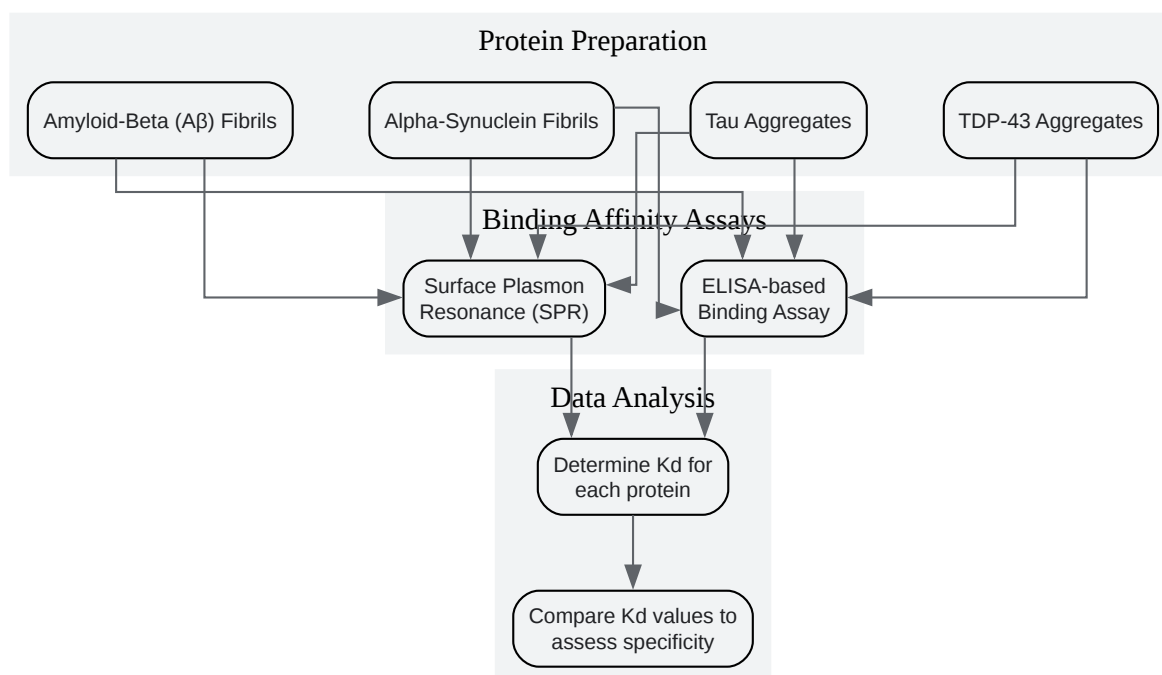 Protein Preparation
Amyloid-Beta (Aβ) Fibrils
Alpha-Synuclein Fibrils
Tau Aggregates
TDP-43 Aggregates
Binding Affinity Assays
Surface Plasmon
Resonance (SPR)
ELISA-based
Binding Assay
Data Analysis
Determine Kd for
each protein
Compare Kd values to
assess specificity